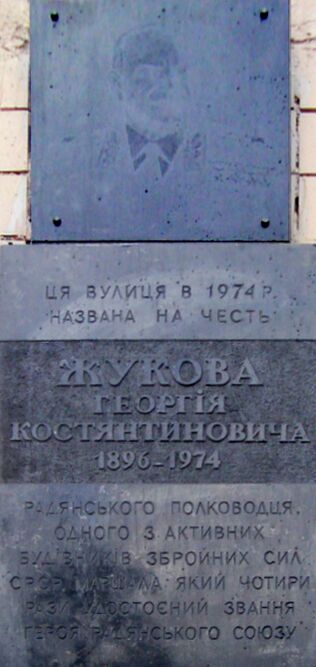 ЦЯ ВУЛИЦЯ В 1974 Р.
НАЗВАНА НА ЧЕСТЬ
ЖУКОВА
ГЕОРГІЯ
КОСТЯНТИНОВИЧА
1896-1974
РАДЯНСЬКОГО ПОЛКОВОДЦЯ,
ОДНОГО З АКТИВНИХ
БУДІВНИКІВ ЗБРОЙНИХ СИЛ
СРСР, МАРШАЛА ЯКИЙ ЧОТИРИ
РАЗИ УДОСТОЄНИЙ ЗВАННЯ
ГЕРОЯ РАДЯНСЬКОГО СОЮЗУ